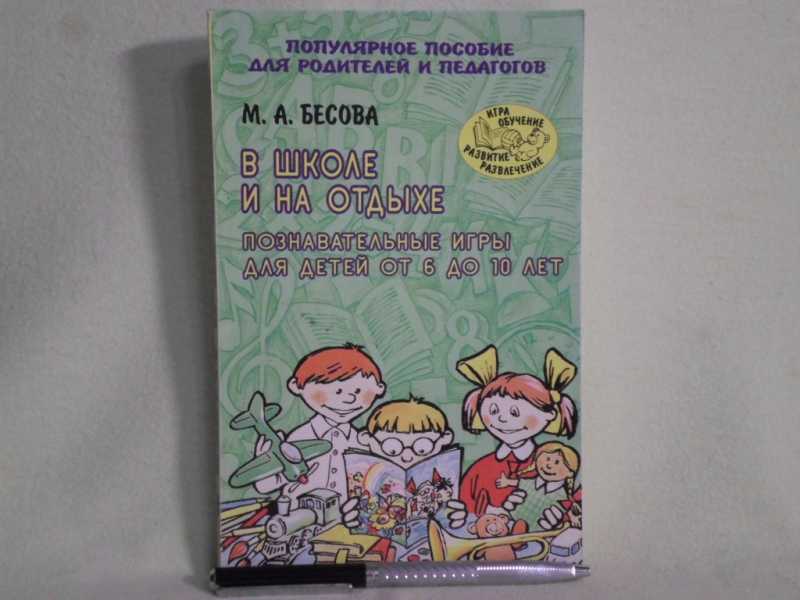 ПОПУЛЯРНОЕ ПОСОБИЕ
ДЛЯ РОДИТЕЛЕЙ И ПЕДАГОГОВ
М. А. БЕСОВА
ИГРА
ОБУЧЕНИЕ
РАЗВИТИЕ
РАЗВЛЕЧЕНИЕ
В ШКОЛЕ
И НА ОТДЫХЕ
ПОЗНАВАТЕЛЬНЫЕ ИГРЫ
ДЛЯ ДЕТЕЙ ОТ 6 ДО 10 ЛЕТ